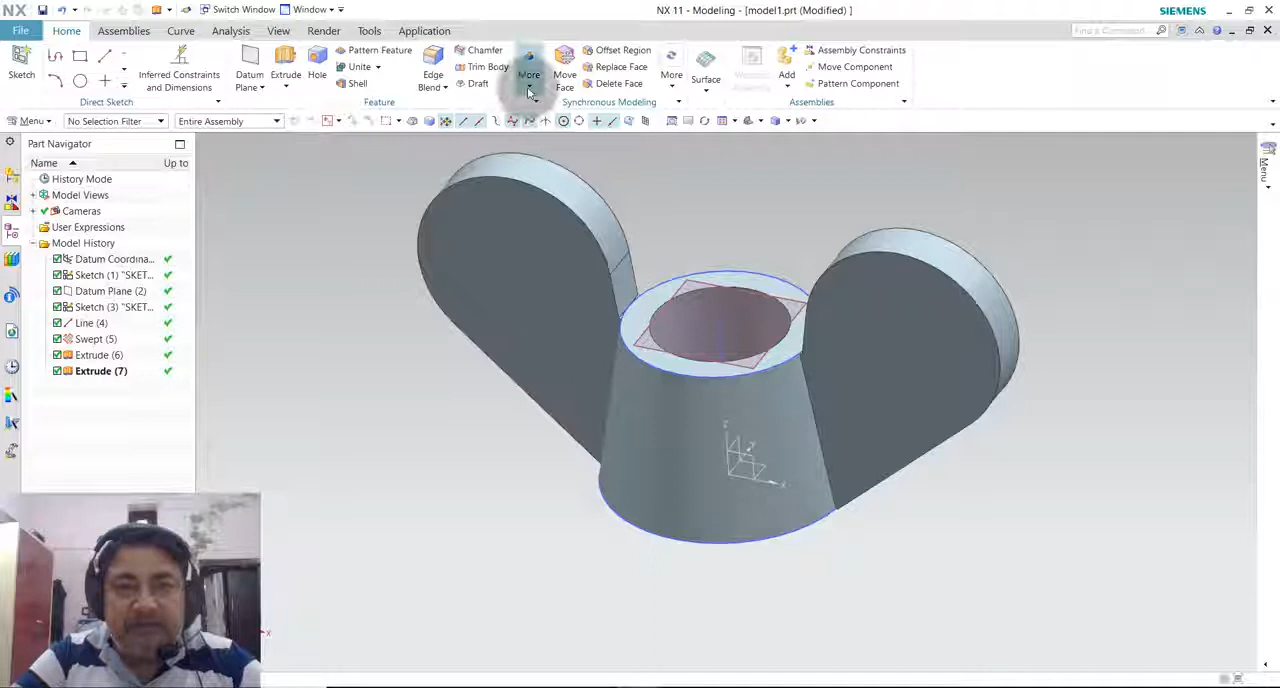 NX Switch Window Window NX 11 - Modeling - [model1.prt (Modified) ] SIEMENS
File Home Assemblies Curve Analysis View Render Tools Application Find a Command
Pattern Feature Chamfer Offset Region Assembly Constraints
Unite Trim Body Replace Face Move Component
Shell Draft Delete Face Pattern Component
Sketch Inferred Constraints and Dimensions Datum Plane Extrude Hole Edge Blend More Move Face More Surface Add
Direct Sketch Feature Synchronous Modeling Assemblies
Menu No Selection Filter Entire Assembly
Part Navigator
Name Up to
History Mode
Model Views
Cameras
User Expressions
Model History
Datum Coordina...
Sketch (1) "SKET...
Datum Plane (2)
Sketch (3) "SKET...
Line (4)
Swept (5)
Extrude (6)
Extrude (7)
Menu
X